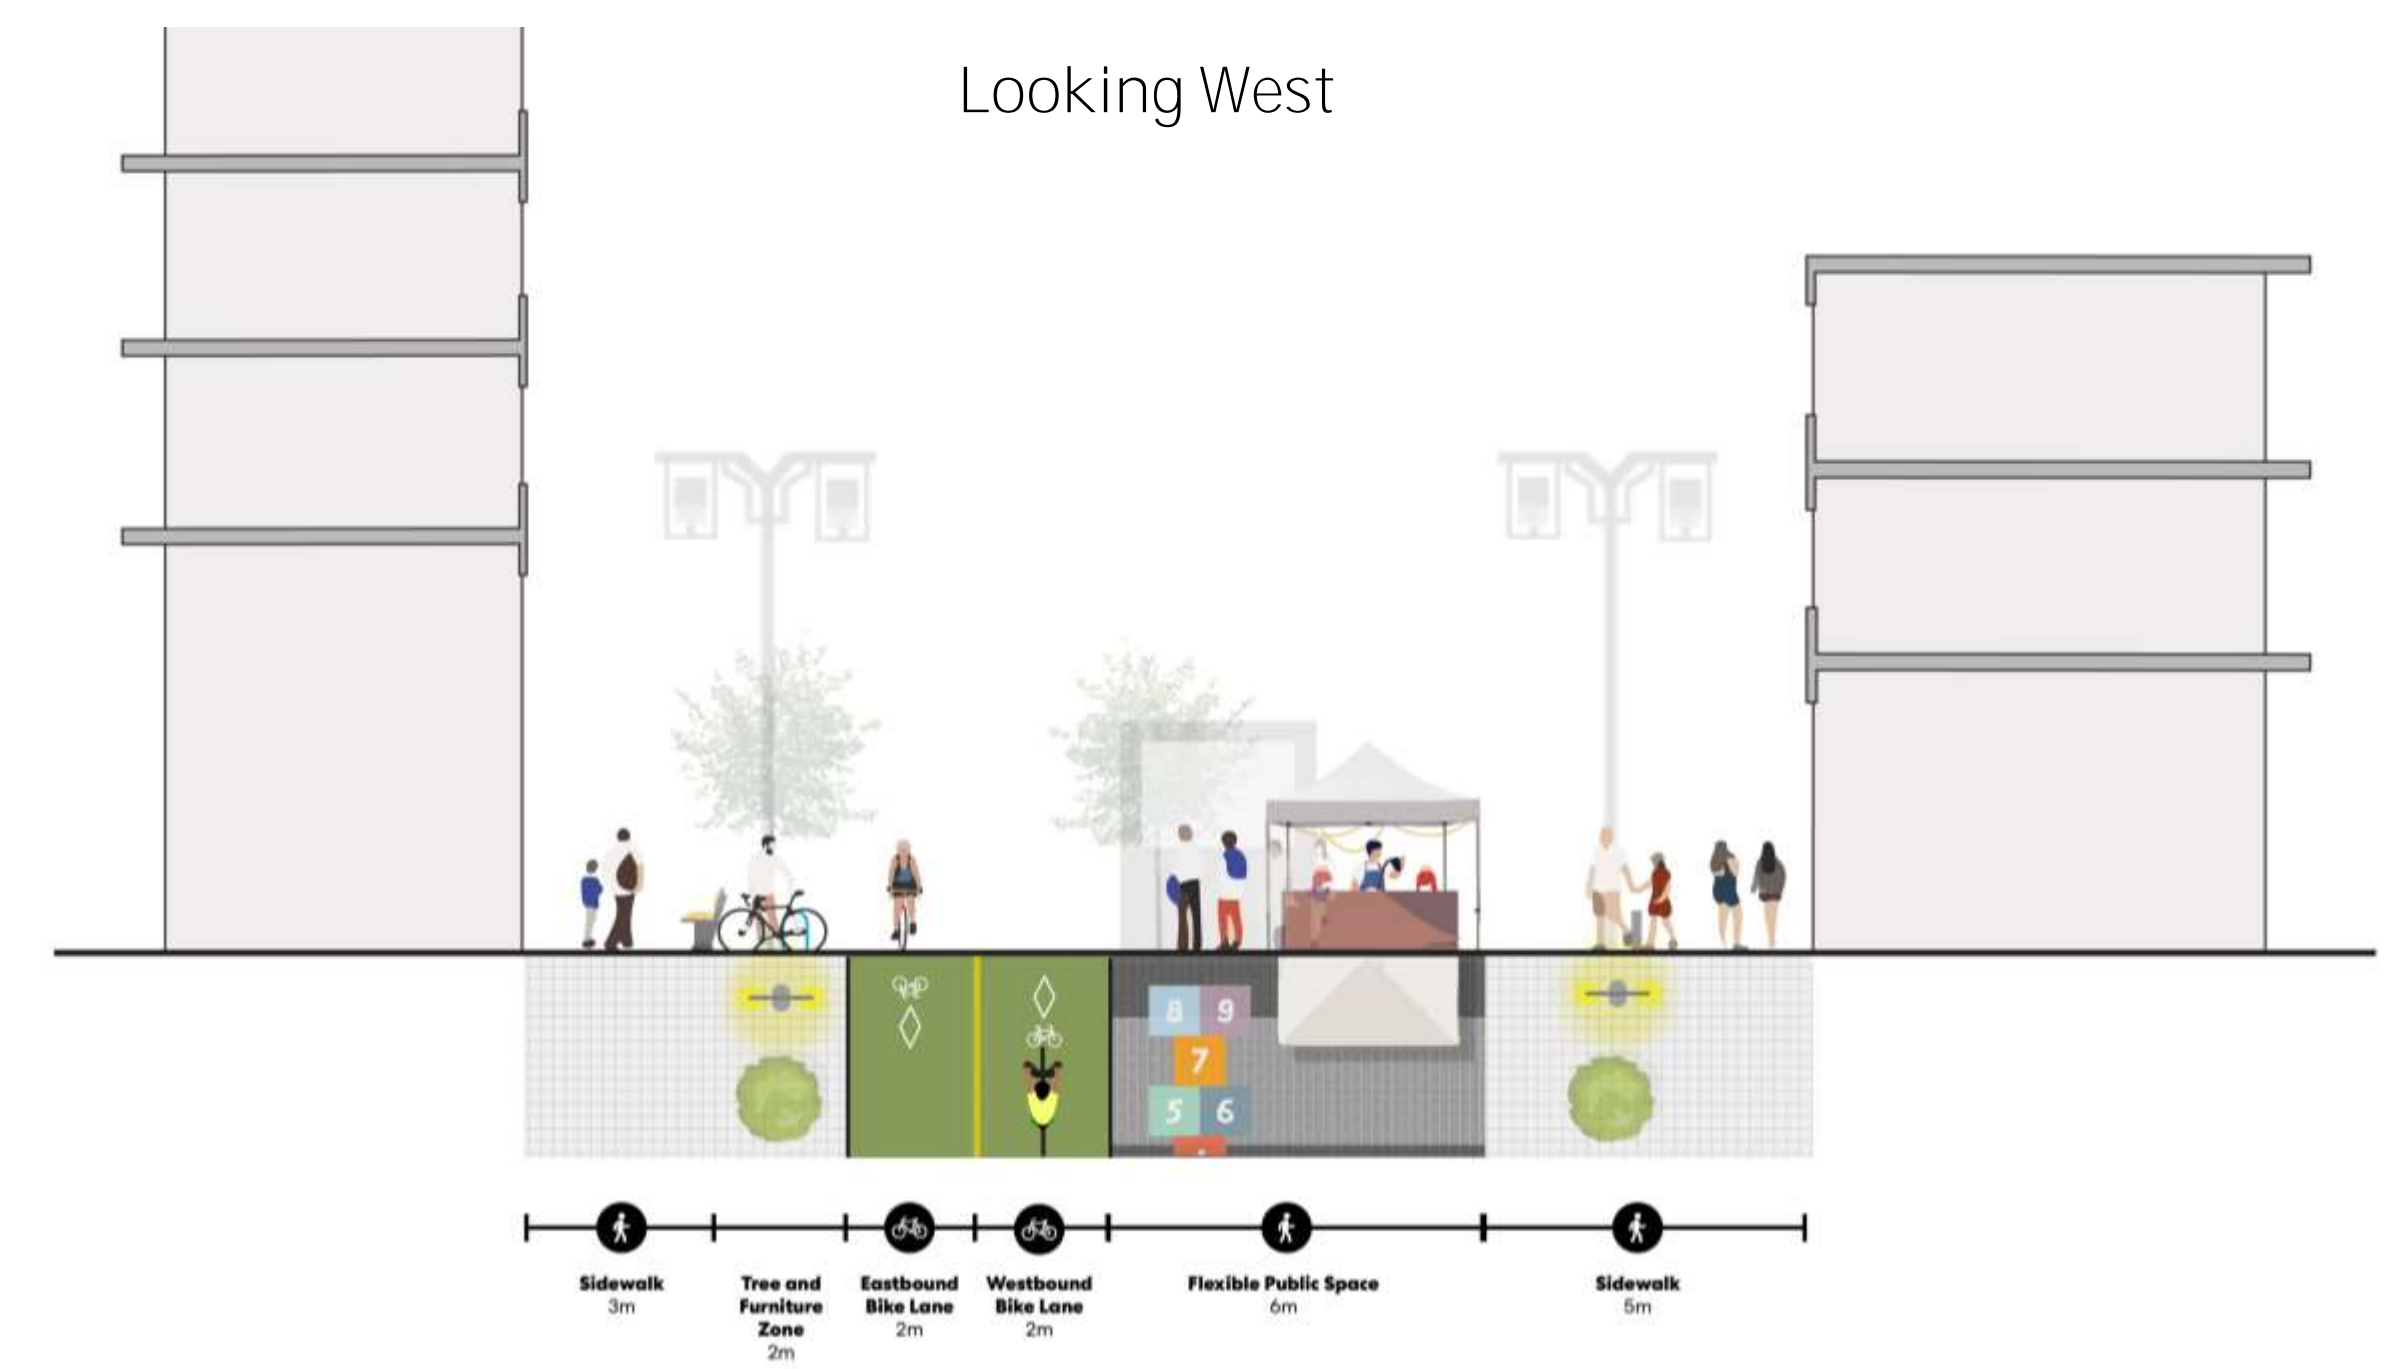 Looking West
8 9
7
5 6
Sidewalk
3m
Tree and
Furniture
Zone
2m
Eastbound
Bike Lane
2m
Westbound
Bike Lane
2m
Flexible Public Space
6m
Sidewalk
5m